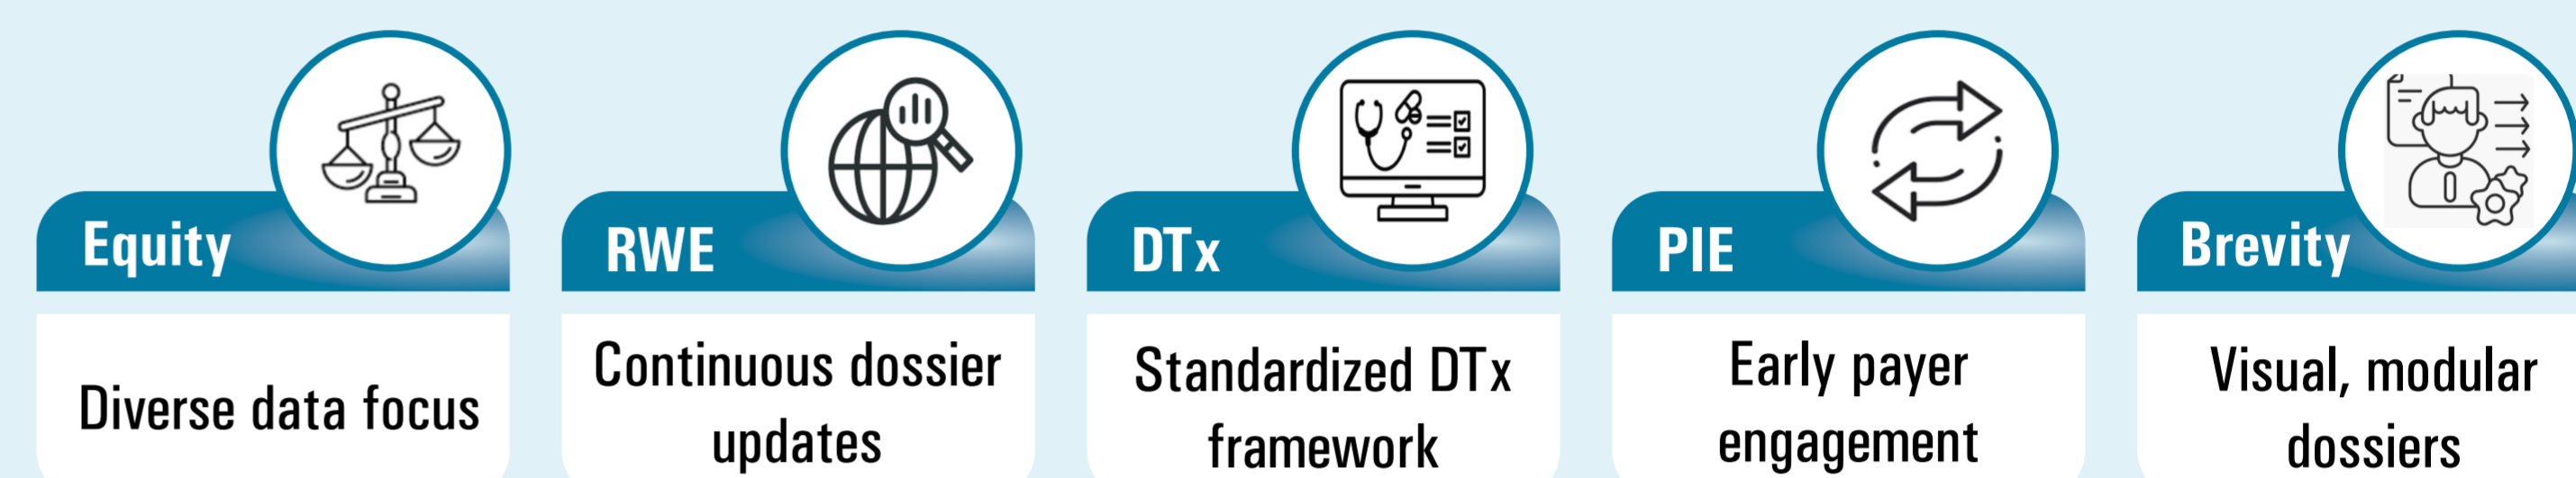 Equity
Diverse data focus
RWE
Continuous dossier
updates
DTx
Standardized DTx
framework
PIE
Early payer
engagement
Brevity
Visual, modular
dossiers